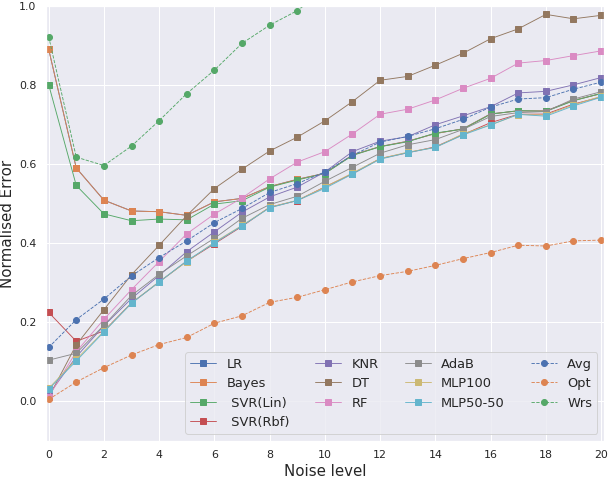 1.0
0.8
0.6
0.4
0.2
0.0
Normalised Error
LR
Bayes
SVR(Lin)
SVR(Rbf)
KNR
DT
RF
AdaB
MLP100
MLP50-50
Avg
Opt
Wrs
0 2 4 6 8 10 12 14 16 18 20
Noise level